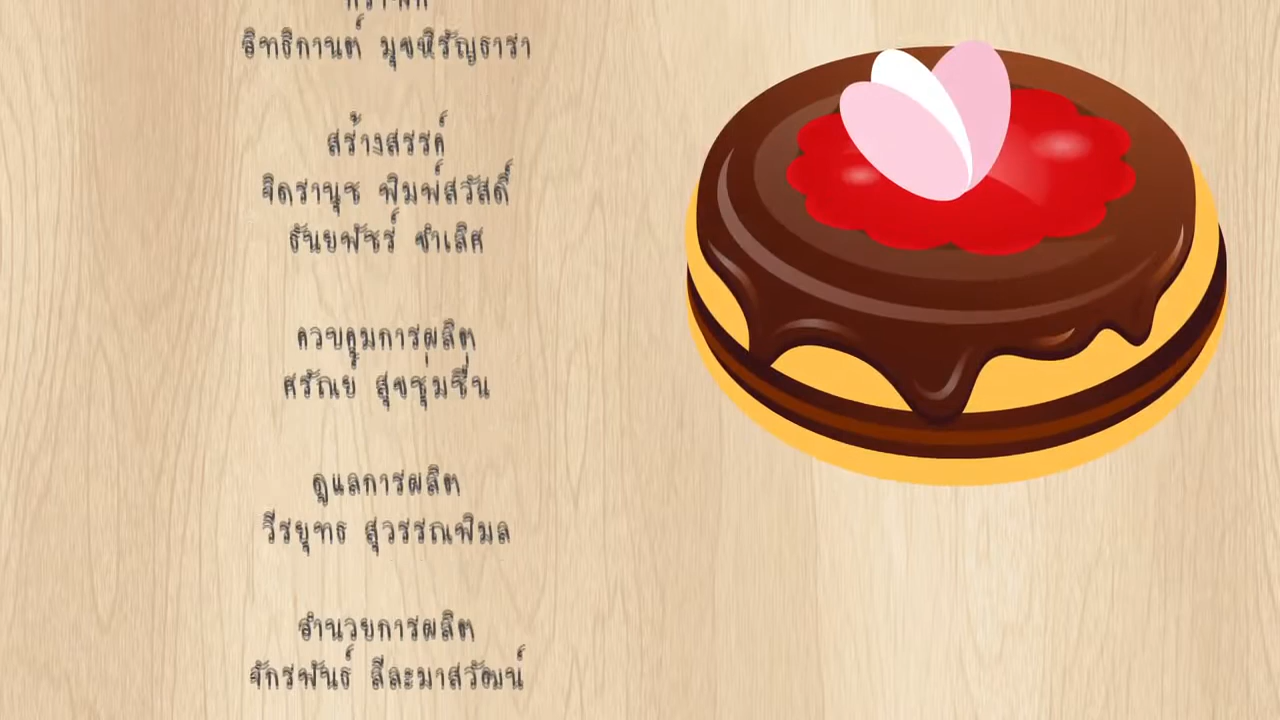 อิทธิกานต์ มุขหิรัญธารา
สร้างสรรค์
จิตรานุช พิมพ์สวัสดิ์
ธันยพัชร์ ชำเลิศ
ควบคุมการผลิต
ศรัณย์ สุขชุ่มชื่น
ดูแลการผลิต
วีรยุทธ สุวรรณพิมล
อำนวยการผลิต
จักรพันธ์ ลีละมาสวัฒน์